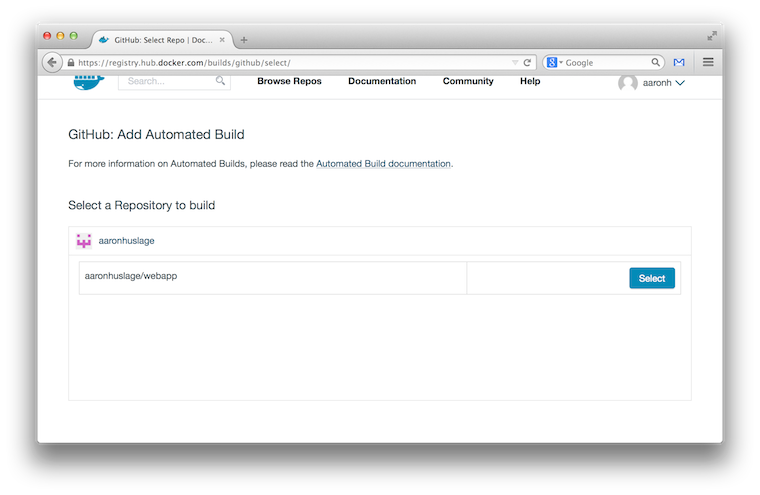 GitHub: Select Repo | Doc...
https://registry.hub.docker.com/builds/github/select/
Google
Search...
Browse Repos
Documentation
Community
Help
aaronh
GitHub: Add Automated Build
For more information on Automated Builds, please read the Automated Build documentation.
Select a Repository to build
aaronhuslage
aaronhuslage/webapp
Select